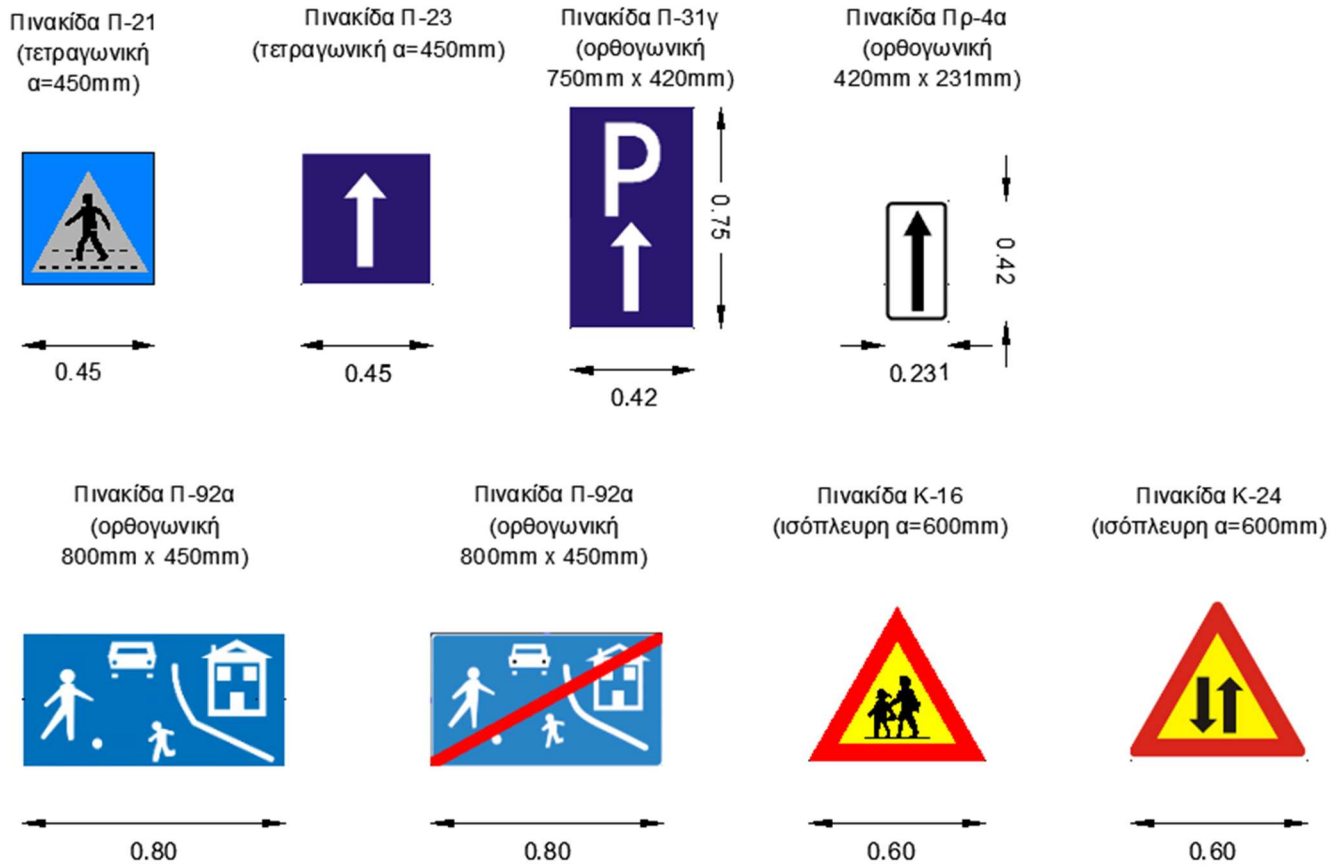 Πινακίδα Π-21
(τετραγωνική
α=450mm)
Πινακίδα Π-23
(τετραγωνική α=450mm)
Πινακίδα Π-31γ
(ορθογωνική
750mm x 420mm)
Πινακίδα Πρ-4α
(ορθογωνική
420mm x 231mm)
P
0.75
0.42
0.45
0.45
0.42
0.231
Πινακίδα Π-92α
(ορθογωνική
800mm x 450mm)
Πινακίδα Π-92α
(ορθογωνική
800mm x 450mm)
Πινακίδα Κ-16
(ισόπλευρη α=600mm)
Πινακίδα Κ-24
(ισόπλευρη α=600mm)
0.80
0.80
0.60
0.60